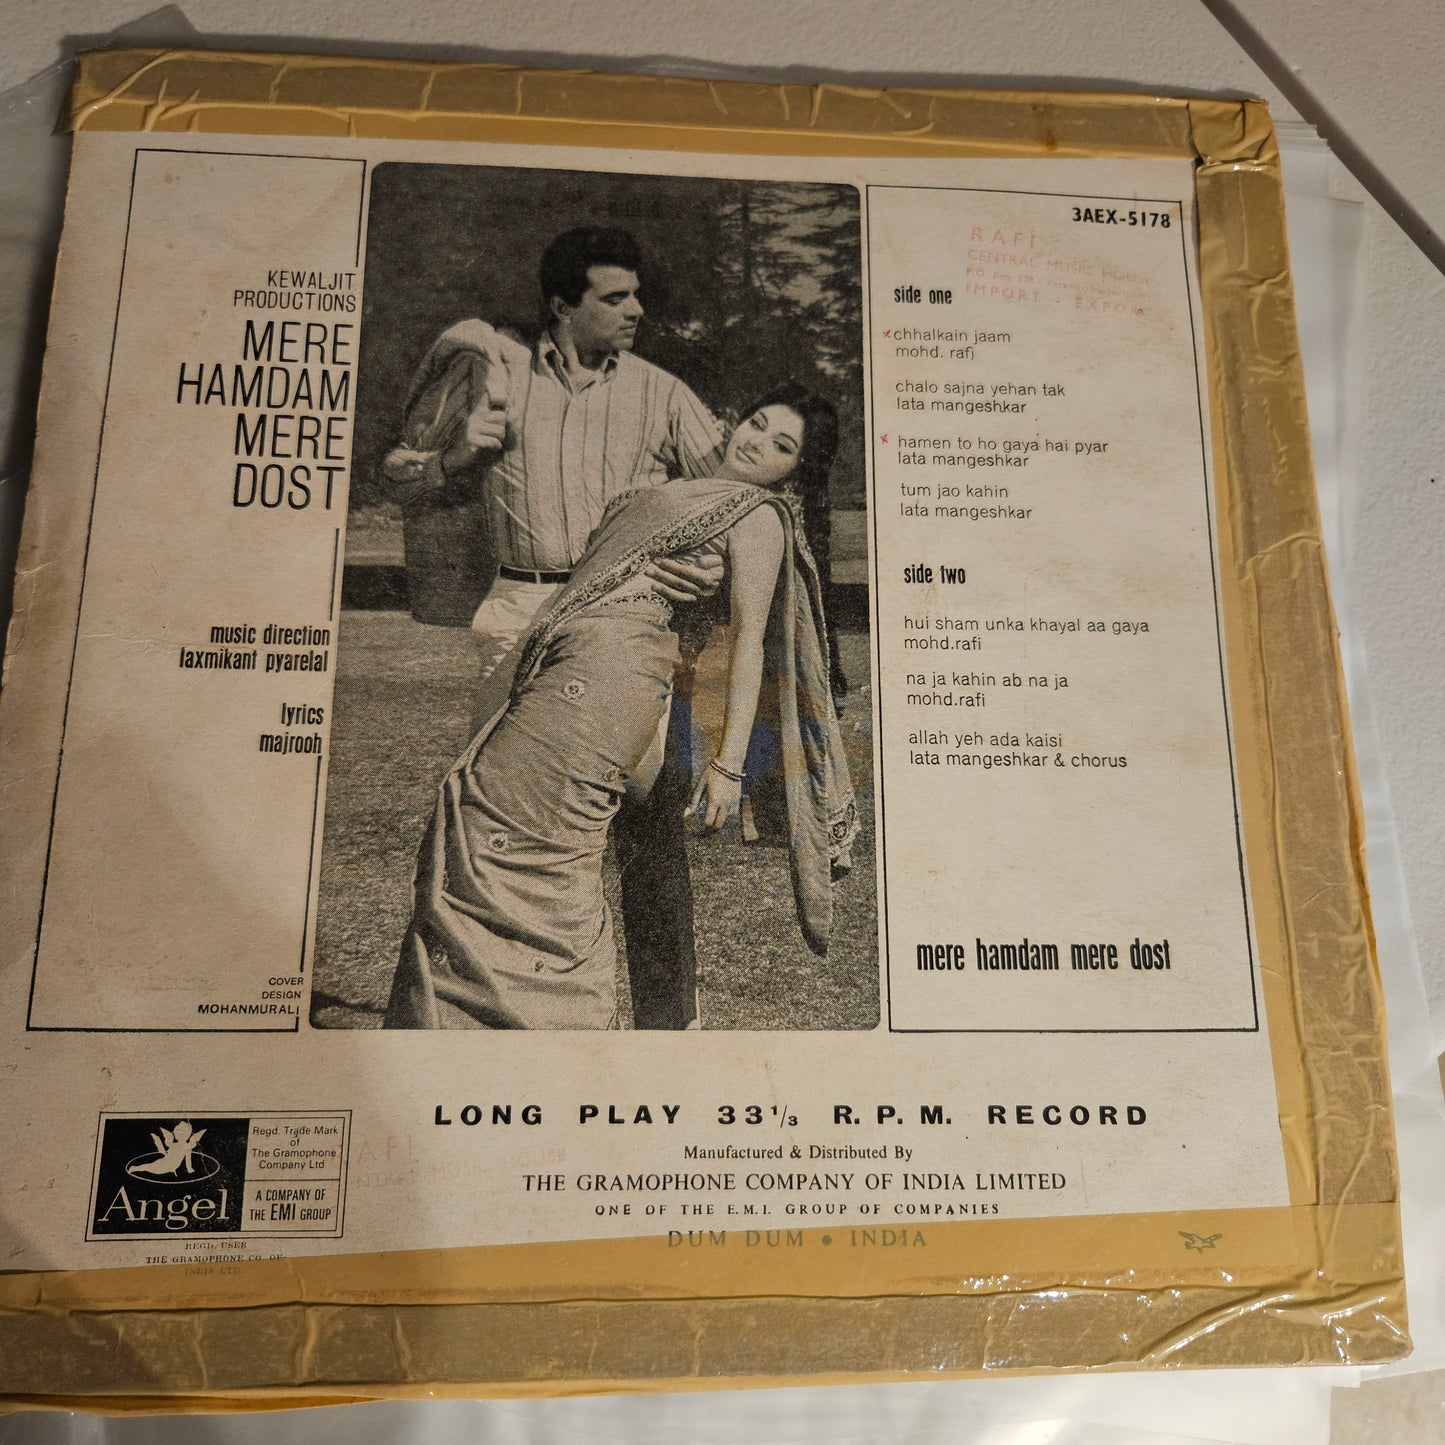 KEWALJIT
PRODUCTIONS
MERE
HAMDAM
MERE
DOST
music direction
laxmikant pyarelal
lyrics
majrooh
COVER
DESIGN
MOHANMURALI
3AEX-5178
RAFI
CENTRAL MUSIC HOUSE
P.O. Box
IMPORT - EXPORT
side one
chhalkain jaam
mohd. rafi
chalo sajna yehan tak
lata mangeshkar
hamen to ho gaya hai pyar
lata mangeshkar
tum jao kahin
lata mangeshkar
side two
hui sham unka khayal aa gaya
mohd.rafi
na ja kahin ab na ja
mohd.rafi
allah yeh ada kaisi
lata mangeshkar & chorus
mere hamdam mere dost
LONG PLAY 33⅓ R.P.M. RECORD
Manufactured & Distributed By
THE GRAMOPHONE COMPANY OF INDIA LIMITED
ONE OF THE E.M.I. GROUP OF COMPANIES
DUM DUM • INDIA
Angel
Regd. Trade Mark
of
The Gramophone
Company Ltd
A COMPANY OF
THE EMI GROUP
REGD. USER
THE GRAMOPHONE CO. OF
INDIA LTD.